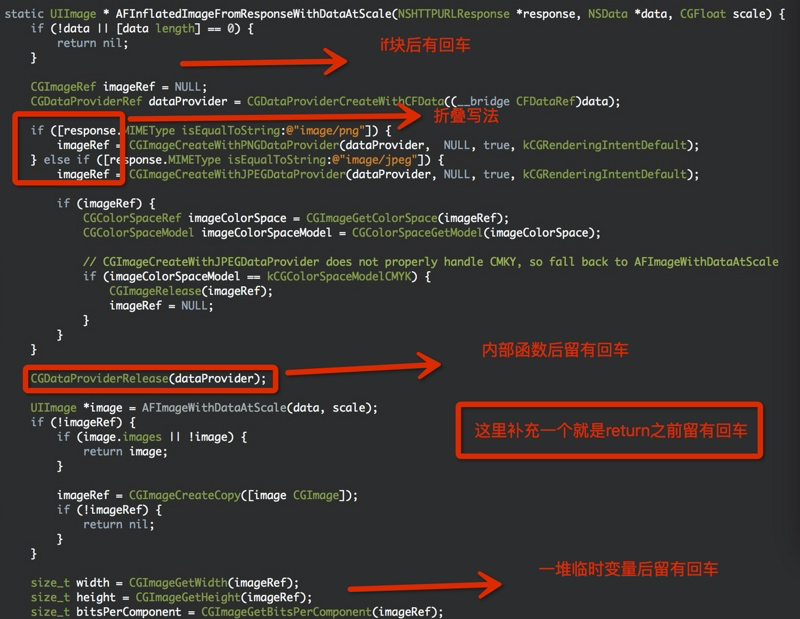 static UIImage * AFInflatedImageFromResponseWithDataAtScale(NSHTTPURLResponse *response, NSData *data, CGFloat scale) {
if (!data || [data length] == 0) {
return nil;
}
if块后有回车
CGImageRef imageRef = NULL;
CGDataProviderRef dataProvider = CGDataProviderCreateWithCFData((__bridge CFDataRef)data);
折叠写法
if ([response.MIMEType isEqualToString:@"image/png"]) {
imageRef = CGImageCreateWithPNGDataProvider(dataProvider,  NULL, true, kCGRenderingIntentDefault);
} else if ([response.MIMEType isEqualToString:@"image/jpeg"]) {
imageRef = CGImageCreateWithJPEGDataProvider(dataProvider, NULL, true, kCGRenderingIntentDefault);
if (imageRef) {
CGColorSpaceRef imageColorSpace = CGImageGetColorSpace(imageRef);
CGColorSpaceModel imageColorSpaceModel = CGColorSpaceGetModel(imageColorSpace);
// CGImageCreateWithJPEGDataProvider does not properly handle CMKY, so fall back to AFImageWithDataAtScale
if (imageColorSpaceModel == kCGColorSpaceModelCMYK) {
CGImageRelease(imageRef);
imageRef = NULL;
}
}
}
内部函数后留有回车
CGDataProviderRelease(dataProvider);
UIImage *image = AFImageWithDataAtScale(data, scale);
if (!imageRef) {
这里补充一个就是return之前留有回车
if (image.images || !image) {
return image;
}
imageRef = CGImageCreateCopy([image CGImage]);
if (!imageRef) {
return nil;
}
}
一堆临时变量后留有回车
size_t width = CGImageGetWidth(imageRef);
size_t height = CGImageGetHeight(imageRef);
size_t bitsPerComponent = CGImageGetBitsPerComponent(imageRef);